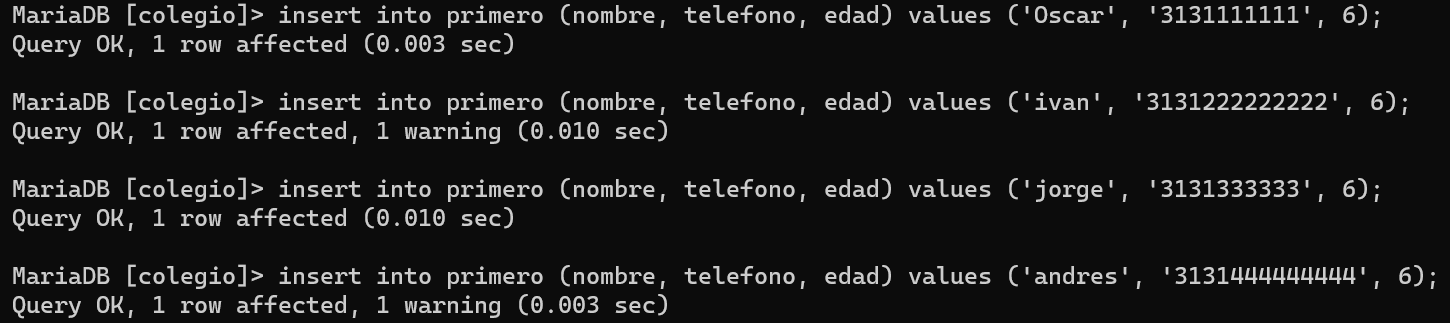 MariaDB [colegio]> insert into primero (nombre, telefono, edad) values ('Oscar', '3131111111', 6);
Query OK, 1 row affected (0.003 sec)
MariaDB [colegio]> insert into primero (nombre, telefono, edad) values ('ivan', '3131222222222', 6);
Query OK, 1 row affected, 1 warning (0.010 sec)
MariaDB [colegio]> insert into primero (nombre, telefono, edad) values ('jorge', '3131333333', 6);
Query OK, 1 row affected (0.010 sec)
MariaDB [colegio]> insert into primero (nombre, telefono, edad) values ('andres', '3131444444444', 6);
Query OK, 1 row affected, 1 warning (0.003 sec)